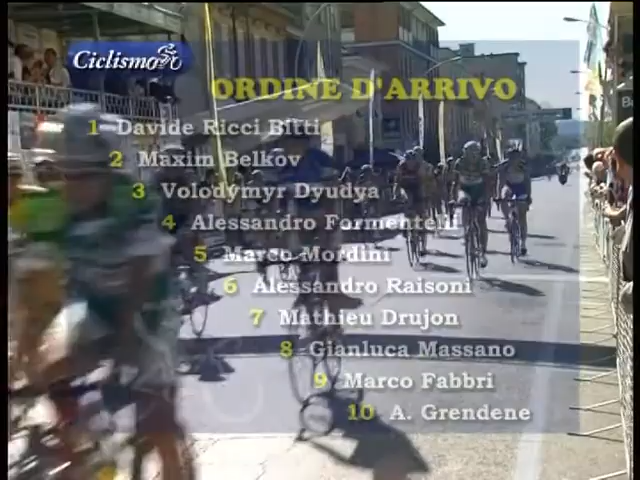 Ciclismo
ORDINE D'ARRIVO
1 Davide Ricci Bitti
2 Maxim Belkov
3 Volodymyr Dyudya
4 Alessandro Formentelli
5 Marco Mordini
6 Alessandro Raisoni
7 Mathieu Drujon
8 Gianluca Massano
9 Marco Fabbri
10 A. Grendene